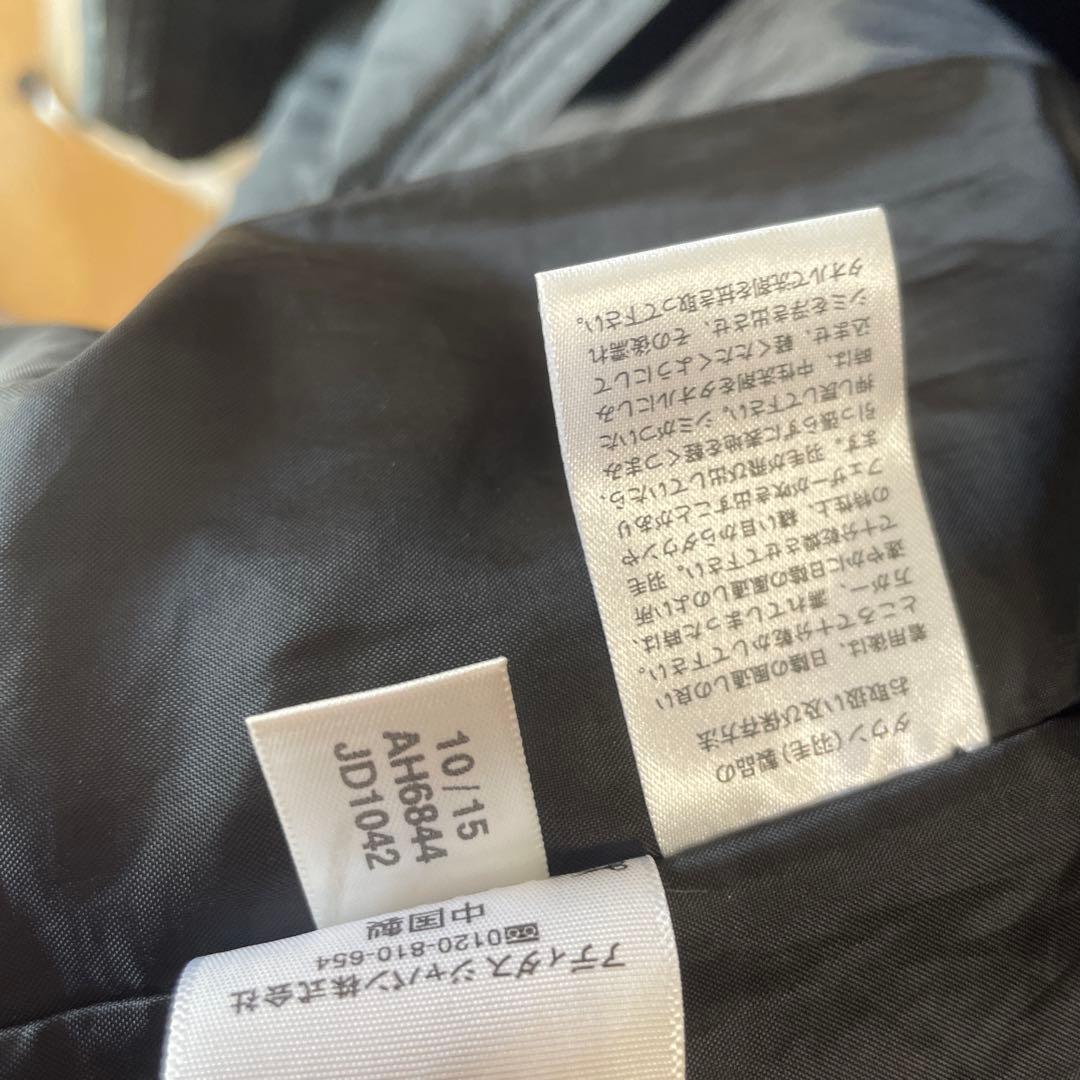 ダウン(羽毛)製品の
お取扱い及び保存方法
着用後は、日陰の風通しの良い
ところで十分乾かして下さい。
万が一、濡れてしまった時は、
速やかに日陰の風通しのよい所
で十分乾燥させて下さい。羽毛
の特性上、縫い目からダウンや
フェザーが吹き出すことがあり
ます。羽毛が飛び出していたら、
引っ張らずに表地を軽くつまみ
押し戻して下さい。シミがついた
時は、中性洗剤をタオルにしみ
込ませ、軽くたたくようにして
シミを浮き出させ、その後濡れ
タオルで洗剤を拭き取って下さい。
10/15
AH6844
JD1042
アディダス ジャパン株式会社
0120-810-654
中国製